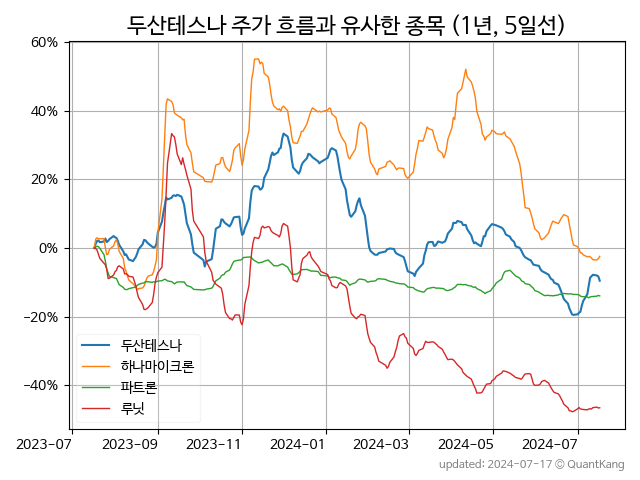 두산테스나 주가 흐름과 유사한 종목 (1년, 5일선)
60%
40%
20%
0%
−20%
−40%
두산테스나
하나마이크론
파트론
루닛
2023-07 2023-09 2023-11 2024-01 2024-03 2024-05 2024-07
updated: 2024-07-17 © QuantKang